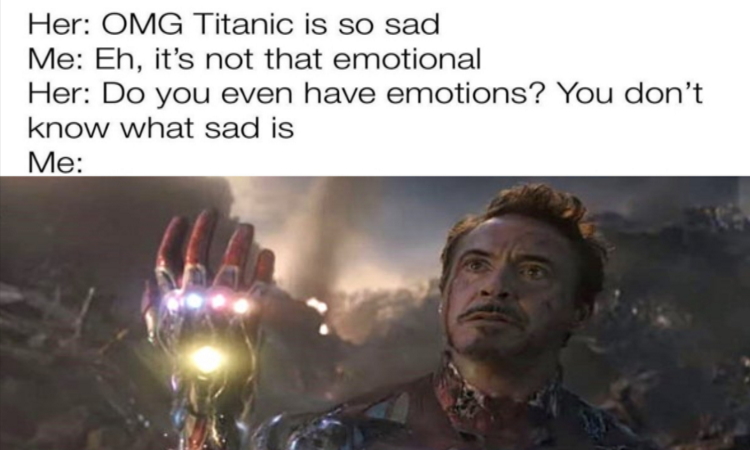 Her: OMG Titanic is so sad
Me: Eh, it’s not that emotional
Her: Do you even have emotions? You don’t
know what sad is
Me: